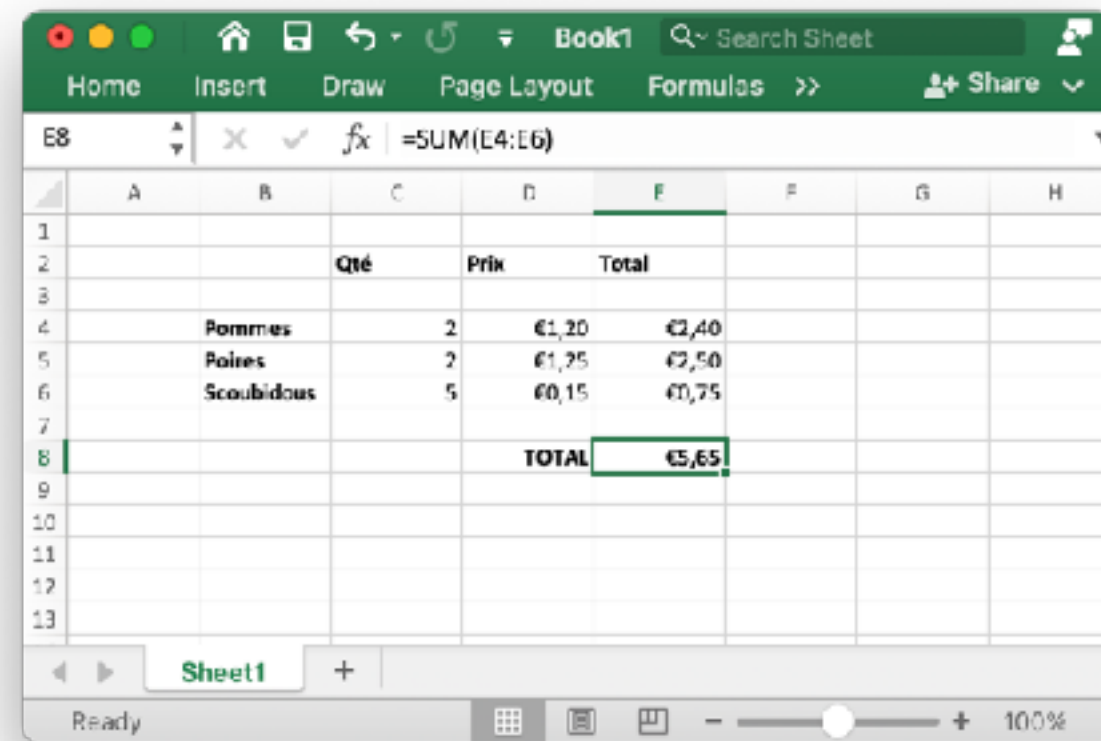 Book1 Search Sheet
Home Insert Draw Page Layout Formulas >> Share
E8 fx =SUM(E4:E6)
A B C D E F G H
1
2 Qté Prix Total
3
4 Pommes 2 €1,20 €2,40
5 Poires 2 €1,25 €2,50
6 Scoubidous 5 €0,15 €0,75
7
8 TOTAL €5,65
9
10
11
12
13
Sheet1 +
Ready - + 100%